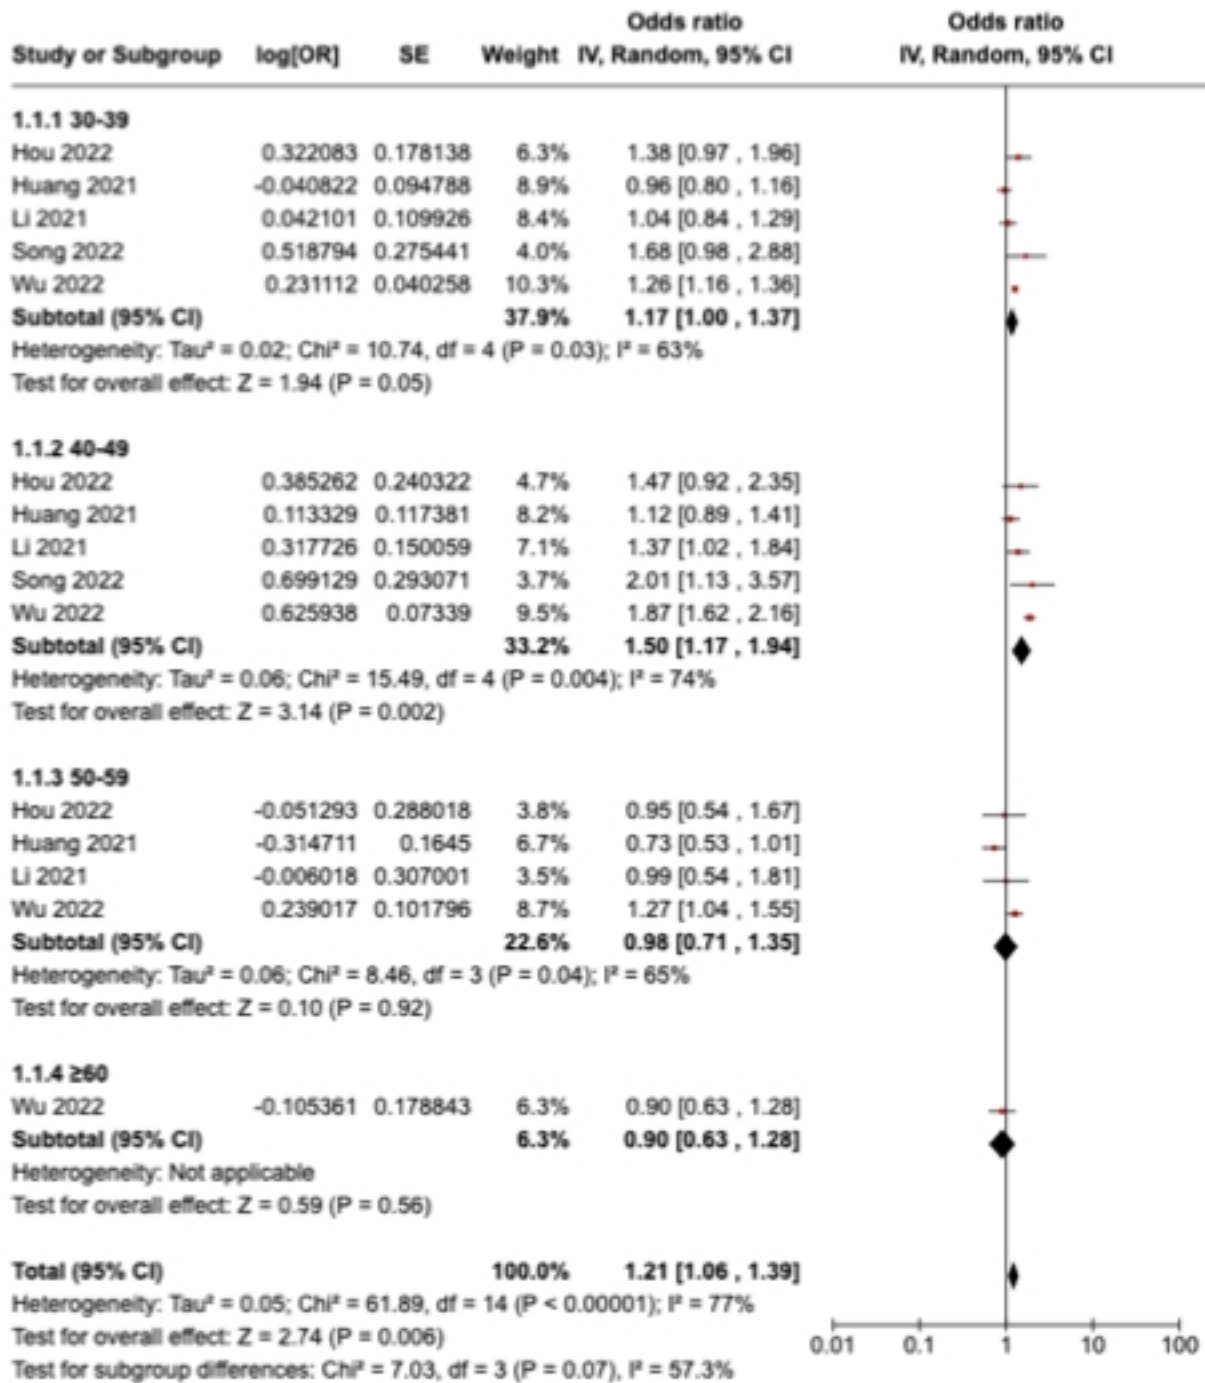 Odds ratio Odds ratio
Study or Subgroup log[OR] SE Weight IV, Random, 95% CI IV, Random, 95% CI
1.1.1 30-39
Hou 2022 0.322083 0.178138 6.3% 1.38 [0.97 , 1.96]
Huang 2021 -0.040822 0.094788 8.9% 0.96 [0.80 , 1.16]
Li 2021 0.042101 0.109926 8.4% 1.04 [0.84 , 1.29]
Song 2022 0.518794 0.275441 4.0% 1.68 [0.98 , 2.88]
Wu 2022 0.231112 0.040258 10.3% 1.26 [1.16 , 1.36]
Subtotal (95% CI) 37.9% 1.17 [1.00 , 1.37]
Heterogeneity: Tau² = 0.02; Chi² = 10.74, df = 4 (P = 0.03); I² = 63%
Test for overall effect: Z = 1.94 (P = 0.05)
1.1.2 40-49
Hou 2022 0.385262 0.240322 4.7% 1.47 [0.92 , 2.35]
Huang 2021 0.113329 0.117381 8.2% 1.12 [0.89 , 1.41]
Li 2021 0.317726 0.150059 7.1% 1.37 [1.02 , 1.84]
Song 2022 0.699129 0.293071 3.7% 2.01 [1.13 , 3.57]
Wu 2022 0.625938 0.07339 9.5% 1.87 [1.62 , 2.16]
Subtotal (95% CI) 33.2% 1.50 [1.17 , 1.94]
Heterogeneity: Tau² = 0.06; Chi² = 15.49, df = 4 (P = 0.004); I² = 74%
Test for overall effect: Z = 3.14 (P = 0.002)
1.1.3 50-59
Hou 2022 -0.051293 0.288018 3.8% 0.95 [0.54 , 1.67]
Huang 2021 -0.314711 0.1645 6.7% 0.73 [0.53 , 1.01]
Li 2021 -0.006018 0.307001 3.5% 0.99 [0.54 , 1.81]
Wu 2022 0.239017 0.101796 8.7% 1.27 [1.04 , 1.55]
Subtotal (95% CI) 22.6% 0.98 [0.71 , 1.35]
Heterogeneity: Tau² = 0.06; Chi² = 8.46, df = 3 (P = 0.04); I² = 65%
Test for overall effect: Z = 0.10 (P = 0.92)
1.1.4 ≥60
Wu 2022 -0.105361 0.178843 6.3% 0.90 [0.63 , 1.28]
Subtotal (95% CI) 6.3% 0.90 [0.63 , 1.28]
Heterogeneity: Not applicable
Test for overall effect: Z = 0.59 (P = 0.56)
Total (95% CI) 100.0% 1.21 [1.06 , 1.39]
Heterogeneity: Tau² = 0.05; Chi² = 61.89, df = 14 (P < 0.00001); I² = 77%
Test for overall effect: Z = 2.74 (P = 0.006)
0.01 0.1 1 10 100
Test for subgroup differences: Chi² = 7.03, df = 3 (P = 0.07), I² = 57.3%